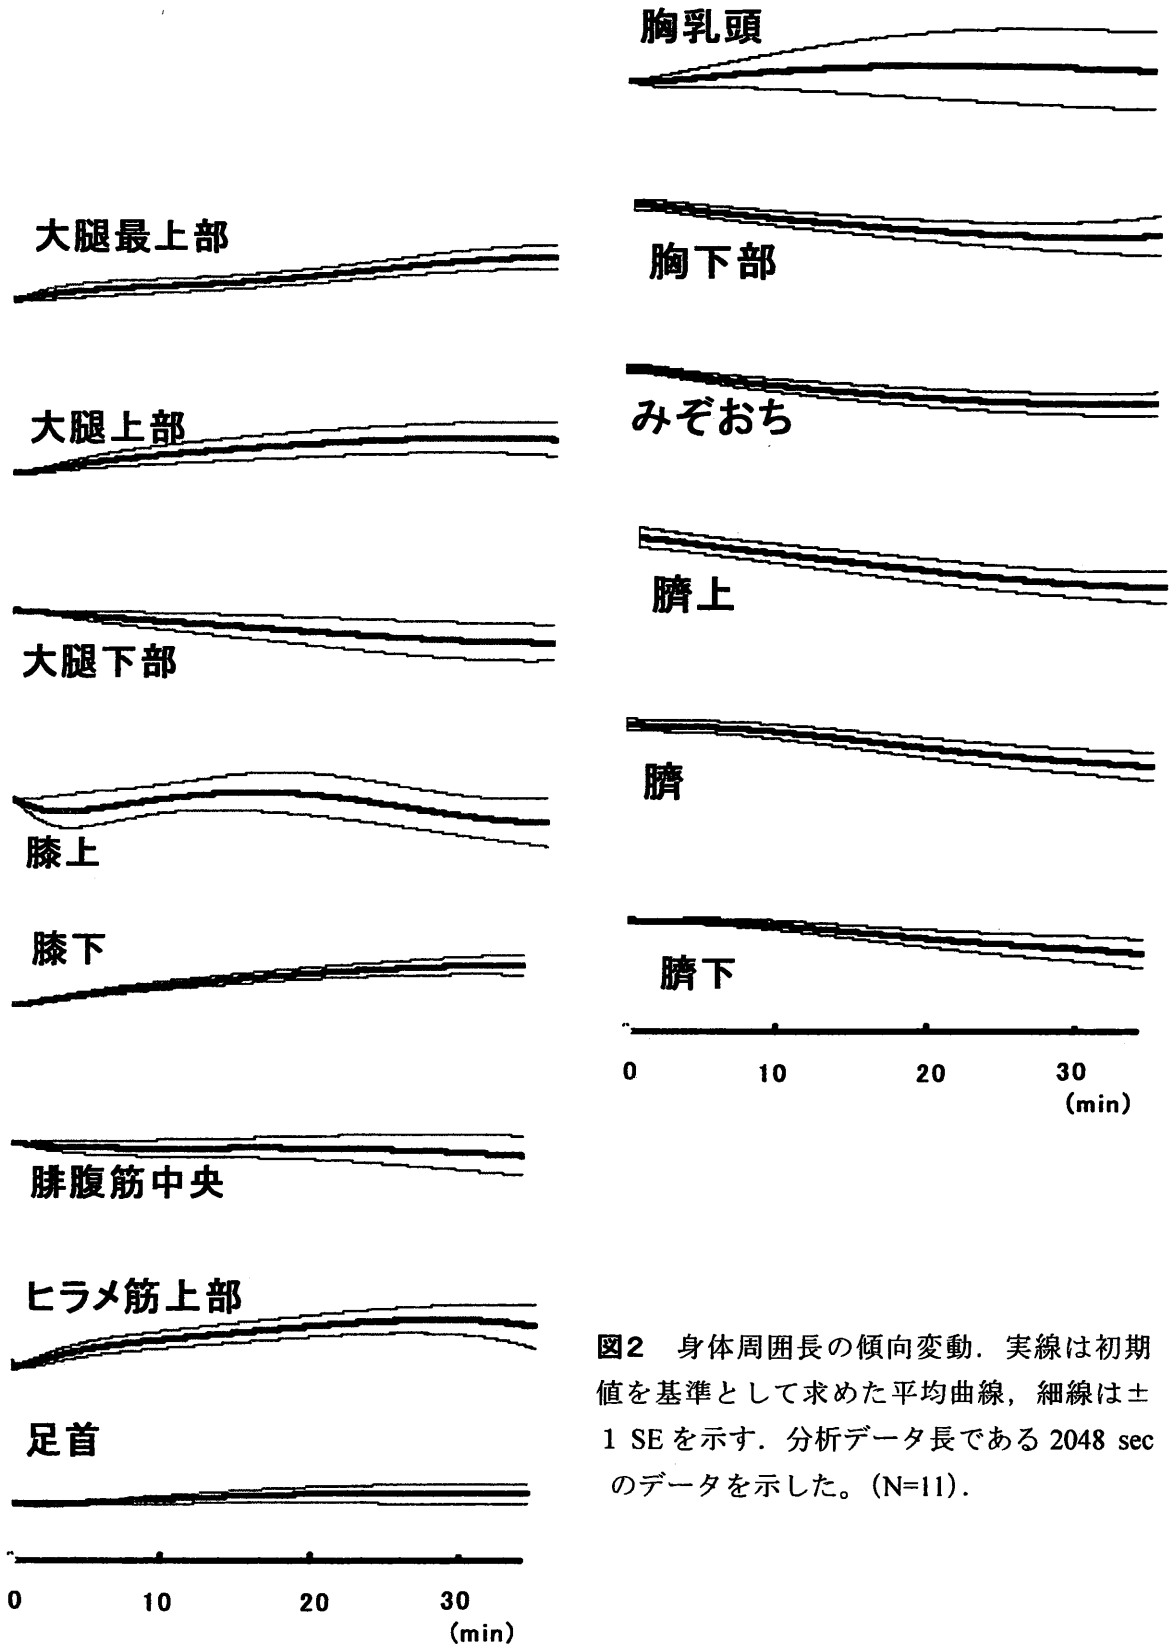 大腿最上部
大腿上部
大腿下部
膝上
膝下
腓腹筋中央
ヒラメ筋上部
足首
0 10 20 30
(min)
胸乳頭
胸下部
みぞおち
臍上
臍
臍下
0 10 20 30
(min)
図2 身体周囲長の傾向変動．実線は初期
値を基準として求めた平均曲線，細線は±
1 SE を示す．分析データ長である 2048 sec
のデータを示した。(N=11)．